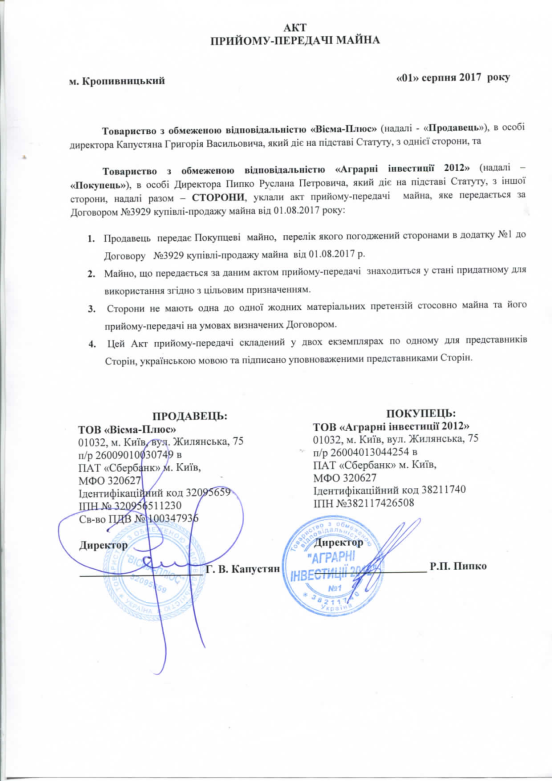 АКТ
ПРИЙОМУ-ПЕРЕДАЧІ МАЙНА
м. Кропивницький «01» серпня 2017 року
Товариство з обмеженою відповідальністю «Вісма-Плюс» (надалі - «Продавець»), в особі
директора Капустяна Григорія Васильовича, який діє на підставі Статуту, з однієї сторони, та
Товариство з обмеженою відповідальністю «Аграрні інвестиції 2012» (надалі –
«Покупець»), в особі Директора Пипко Руслана Петровича, який діє на підставі Статуту, з іншої
сторони, надалі разом – СТОРОНИ, уклали акт прийому-передачі майна, яке передається за
Договором №3929 купівлі-продажу майна від 01.08.2017 року:
1. Продавець передає Покупцеві майно, перелік якого погоджений сторонами в додатку №1 до
Договору №3929 купівлі-продажу майна від 01.08.2017 р.
2. Майно, що передається за даним актом прийому-передачі знаходиться у стані придатному для
використання згідно з цільовим призначенням.
3. Сторони не мають одна до одної жодних матеріальних претензій стосовно майна та його
прийому-передачі на умовах визначених Договором.
4. Цей Акт прийому-передачі складений у двох екземплярах по одному для представників
Сторін, українською мовою та підписано уповноваженими представниками Сторін.
ПРОДАВЕЦЬ:
ТОВ «Вісма-Плюс»
01032, м. Київ, вул. Жилянська, 75
п/р 26009010030749 в
ПАТ «Сбербанк» м. Київ,
МФО 320627
Ідентифікаційний код 32095659
ІПН № 320956511230
Св-во ПДВ № 100347936
Директор
Г. В. Капустян
ПОКУПЕЦЬ:
ТОВ «Аграрні інвестиції 2012»
01032, м. Київ, вул. Жилянська, 75
п/р 26004013044254 в
ПАТ «Сбербанк» м. Київ,
МФО 320627
Ідентифікаційний код 38211740
ІПН №382117426508
Директор
Р.П. Пипко
Товариство з обмеженою
відповідальністю
"АГРАРНІ
ІНВЕСТИЦІЇ 2012"
№1
38211740
Україна